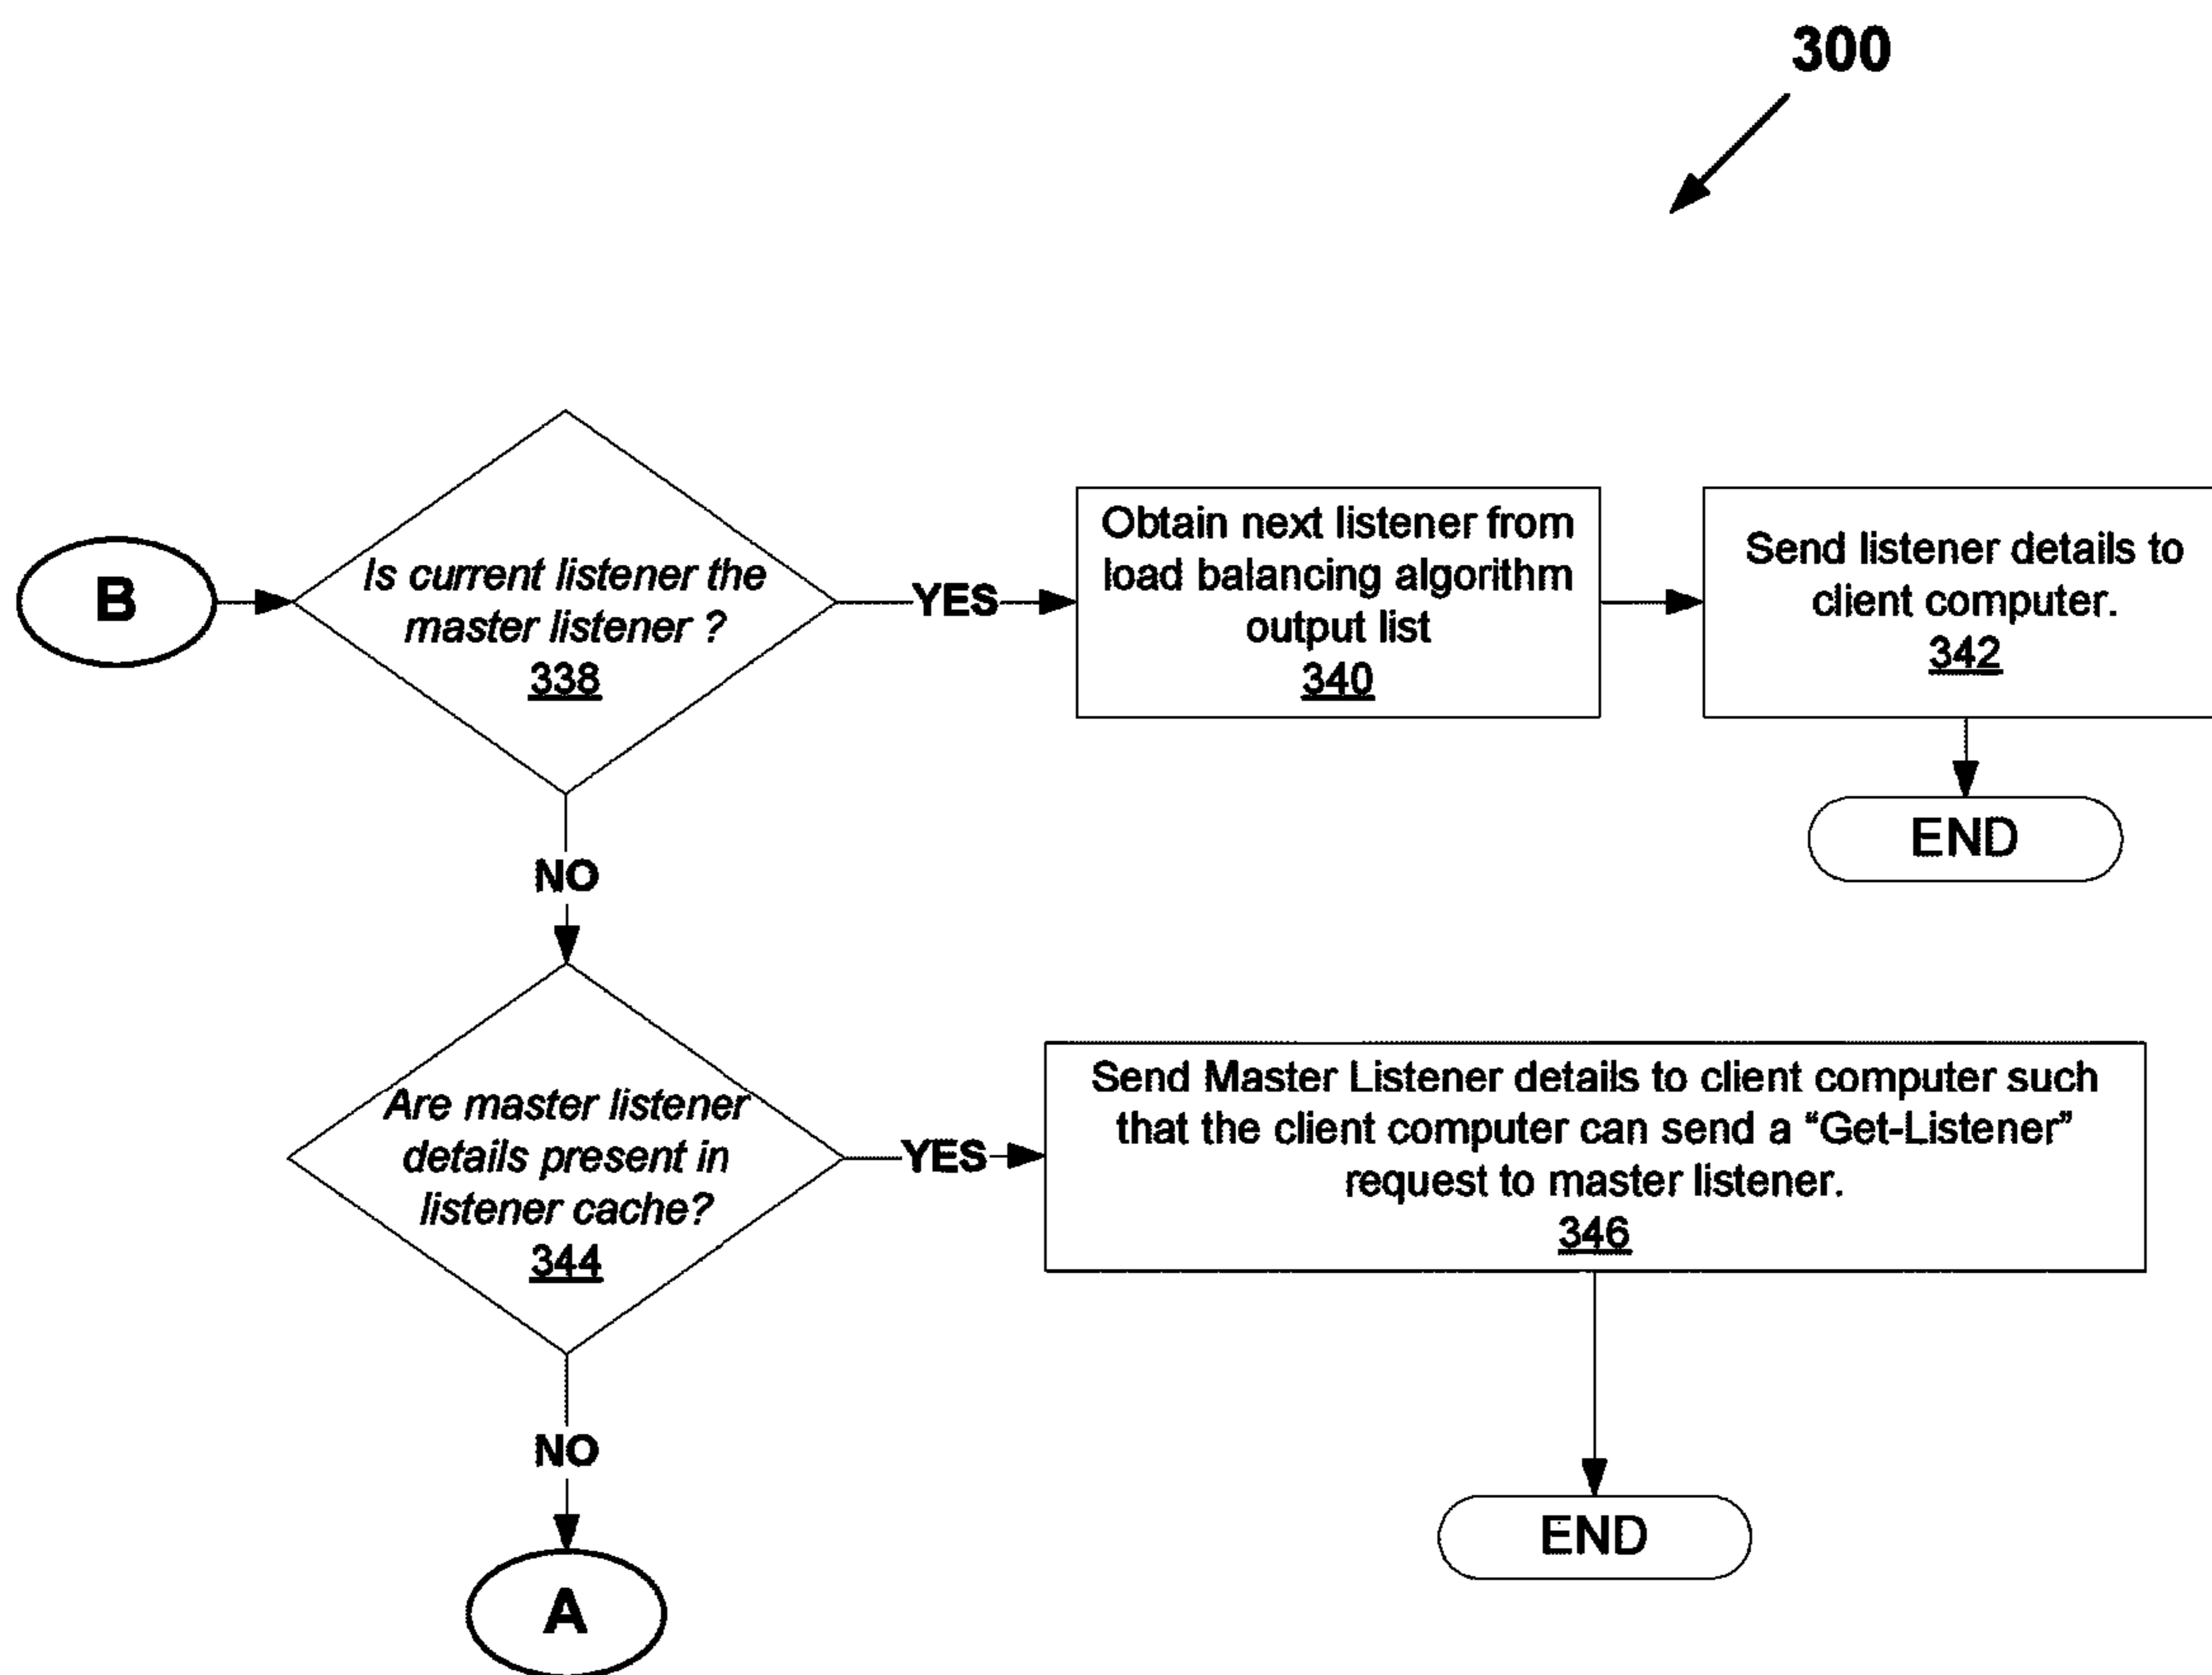 300
B
Is current listener the
master listener ?
338
YES
Obtain next listener from
load balancing algorithm
output list
340
Send listener details to
client computer.
342
END
NO
Are master listener
details present in
listener cache?
344
YES
Send Master Listener details to client computer such
that the client computer can send a “Get-Listener”
request to master listener.
346
END
NO
A